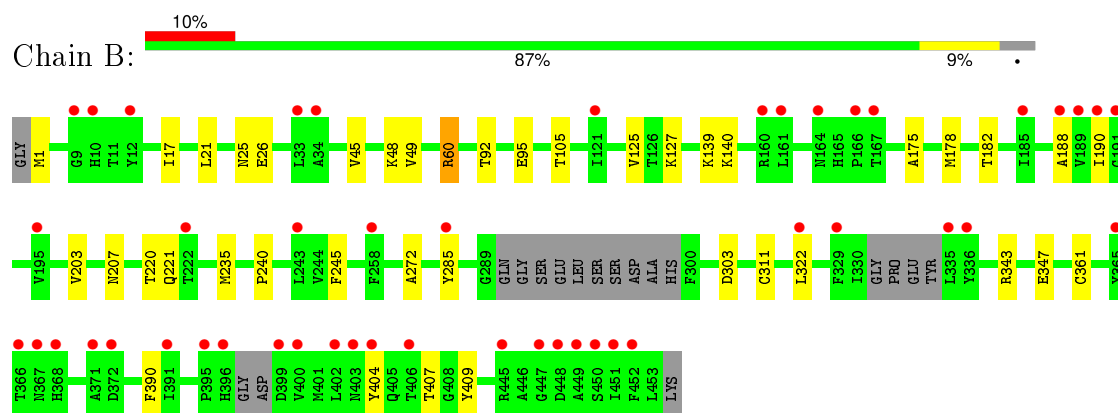 10%
Chain B:
87% 9% •
GLY M1 G9 H10 T11 Y12 I17 L21 N25 E26 L33 A34 V45 K48 V49 R60 T92 E95 T105 I121 V125 T126 K127 K139 K140 R160 L161 N164 H165 P166 T167 A175 M178 T182 I185 A188 V189 I190
V195 V203 N207 T220 Q221 T222 M235 P240 L243 V244 F245 F258 A272 Y285 G289 GLN GLY SER GLU LEU SER SER ASP ALA HIS F300 D303 C311 L322 F329 I330 GLY PRO GLU TYR L335 Y336 R343 E347 C361
T366 N367 H368 A371 D372 F390 I391 P395 H396 GLY ASP D399 V400 M401 L402 N403 Y404 Q405 T406 T407 G408 Y409 R445 A446 G447 D448 A449 S450 I451 F452 L453 LYS